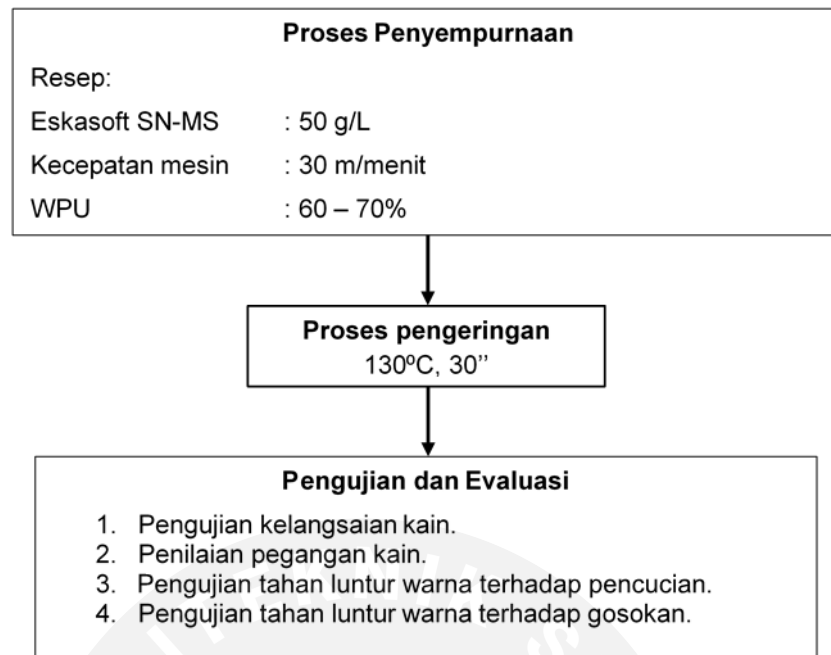 Proses Penyempurnaan
Resep:
Eskasoft SN-MS : 50 g/L
Kecepatan mesin : 30 m/menit
WPU : 60 – 70%
Proses pengeringan
130ºC, 30’’
Pengujian dan Evaluasi
1. Pengujian kelangsaian kain.
2. Penilaian pegangan kain.
3. Pengujian tahan luntur warna terhadap pencucian.
4. Pengujian tahan luntur warna terhadap gosokan.